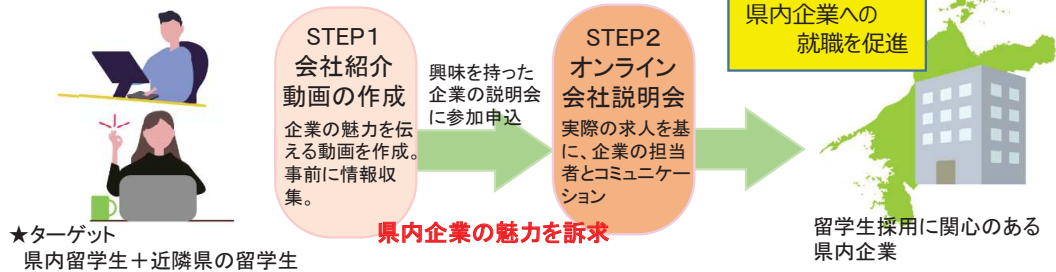 STEP1
会社紹介
動画の作成
企業の魅力を伝
える動画を作成。
事前に情報収
集。
興味を持った
企業の説明会
に参加申込
STEP2
オンライン
会社説明会
実際の求人を基
に、企業の担当
者とコミュニケー
ション
県内企業への
就職を促進
県内企業の魅力を訴求
★ターゲット
県内留学生＋近隣県の留学生
留学生採用に関心のある
県内企業